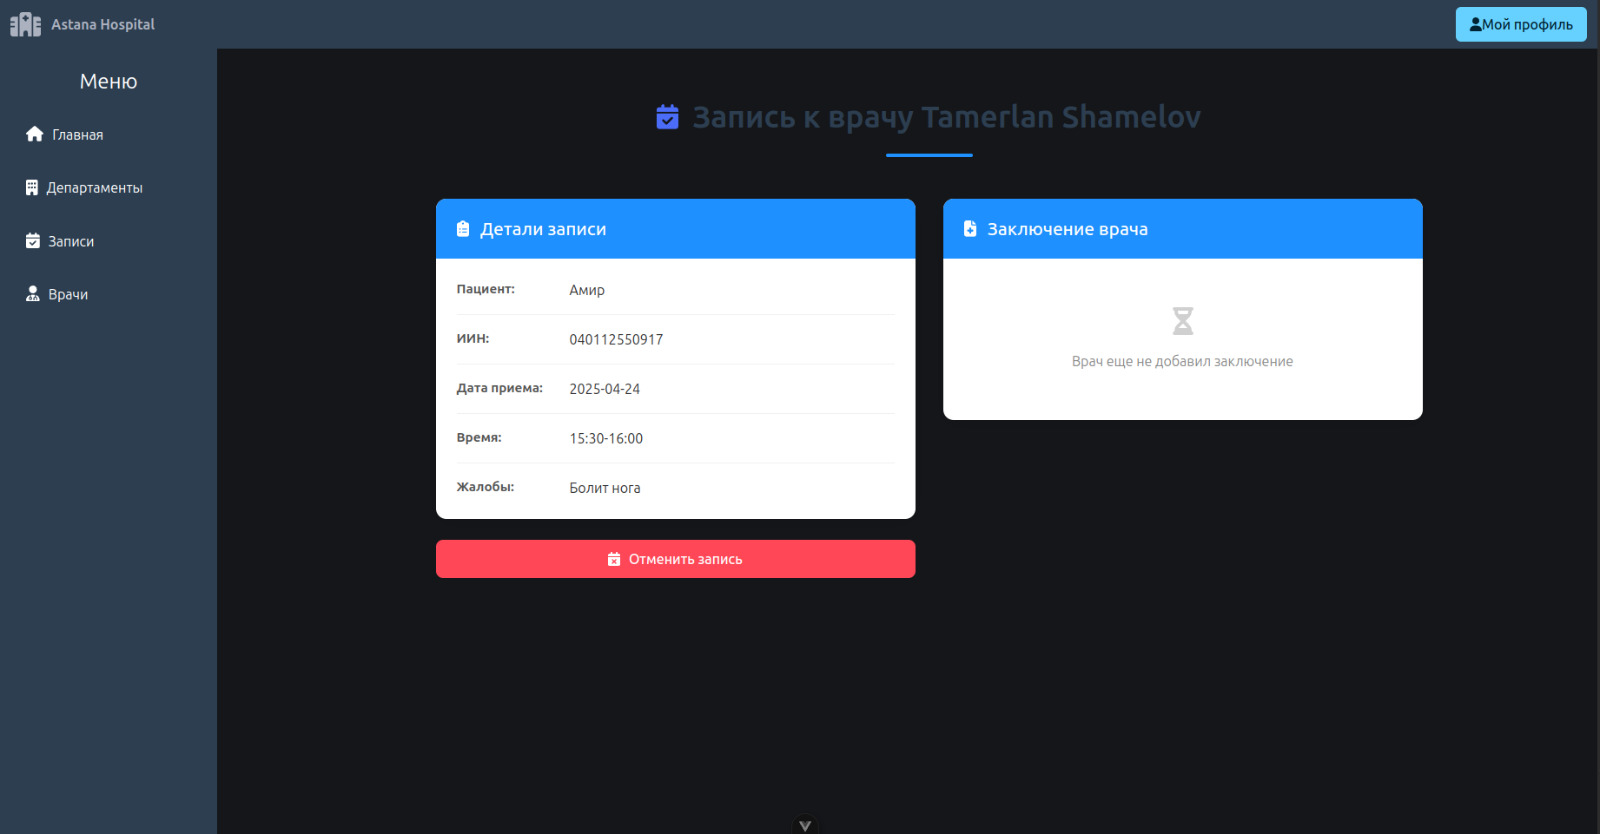 Astana Hospital
Мой профиль
Меню
Главная
Департаменты
Записи
Врачи
Запись к врачу Tamerlan Shamelov
Детали записи
Пациент: Амир
ИИН: 040112550917
Дата приема: 2025-04-24
Время: 15:30-16:00
Жалобы: Болит нога
Отменить запись
Заключение врача
Врач еще не добавил заключение